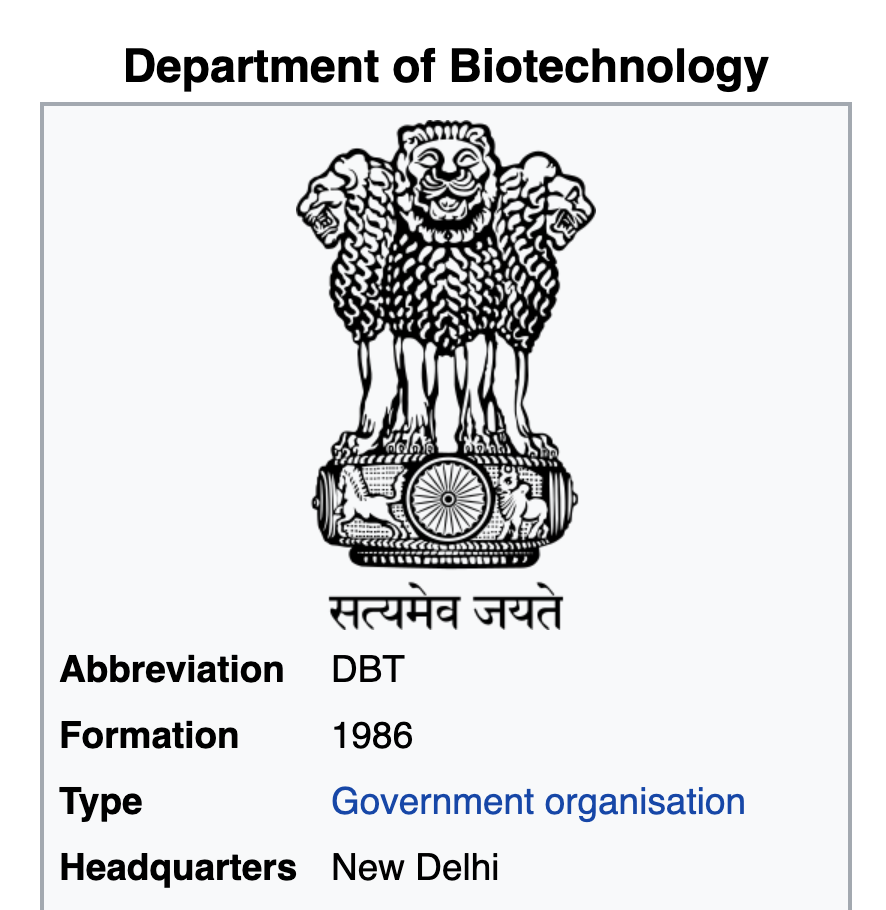 Department of Biotechnology
सत्यमेव जयते
Abbreviation DBT
Formation 1986
Type Government organisation
Headquarters New Delhi